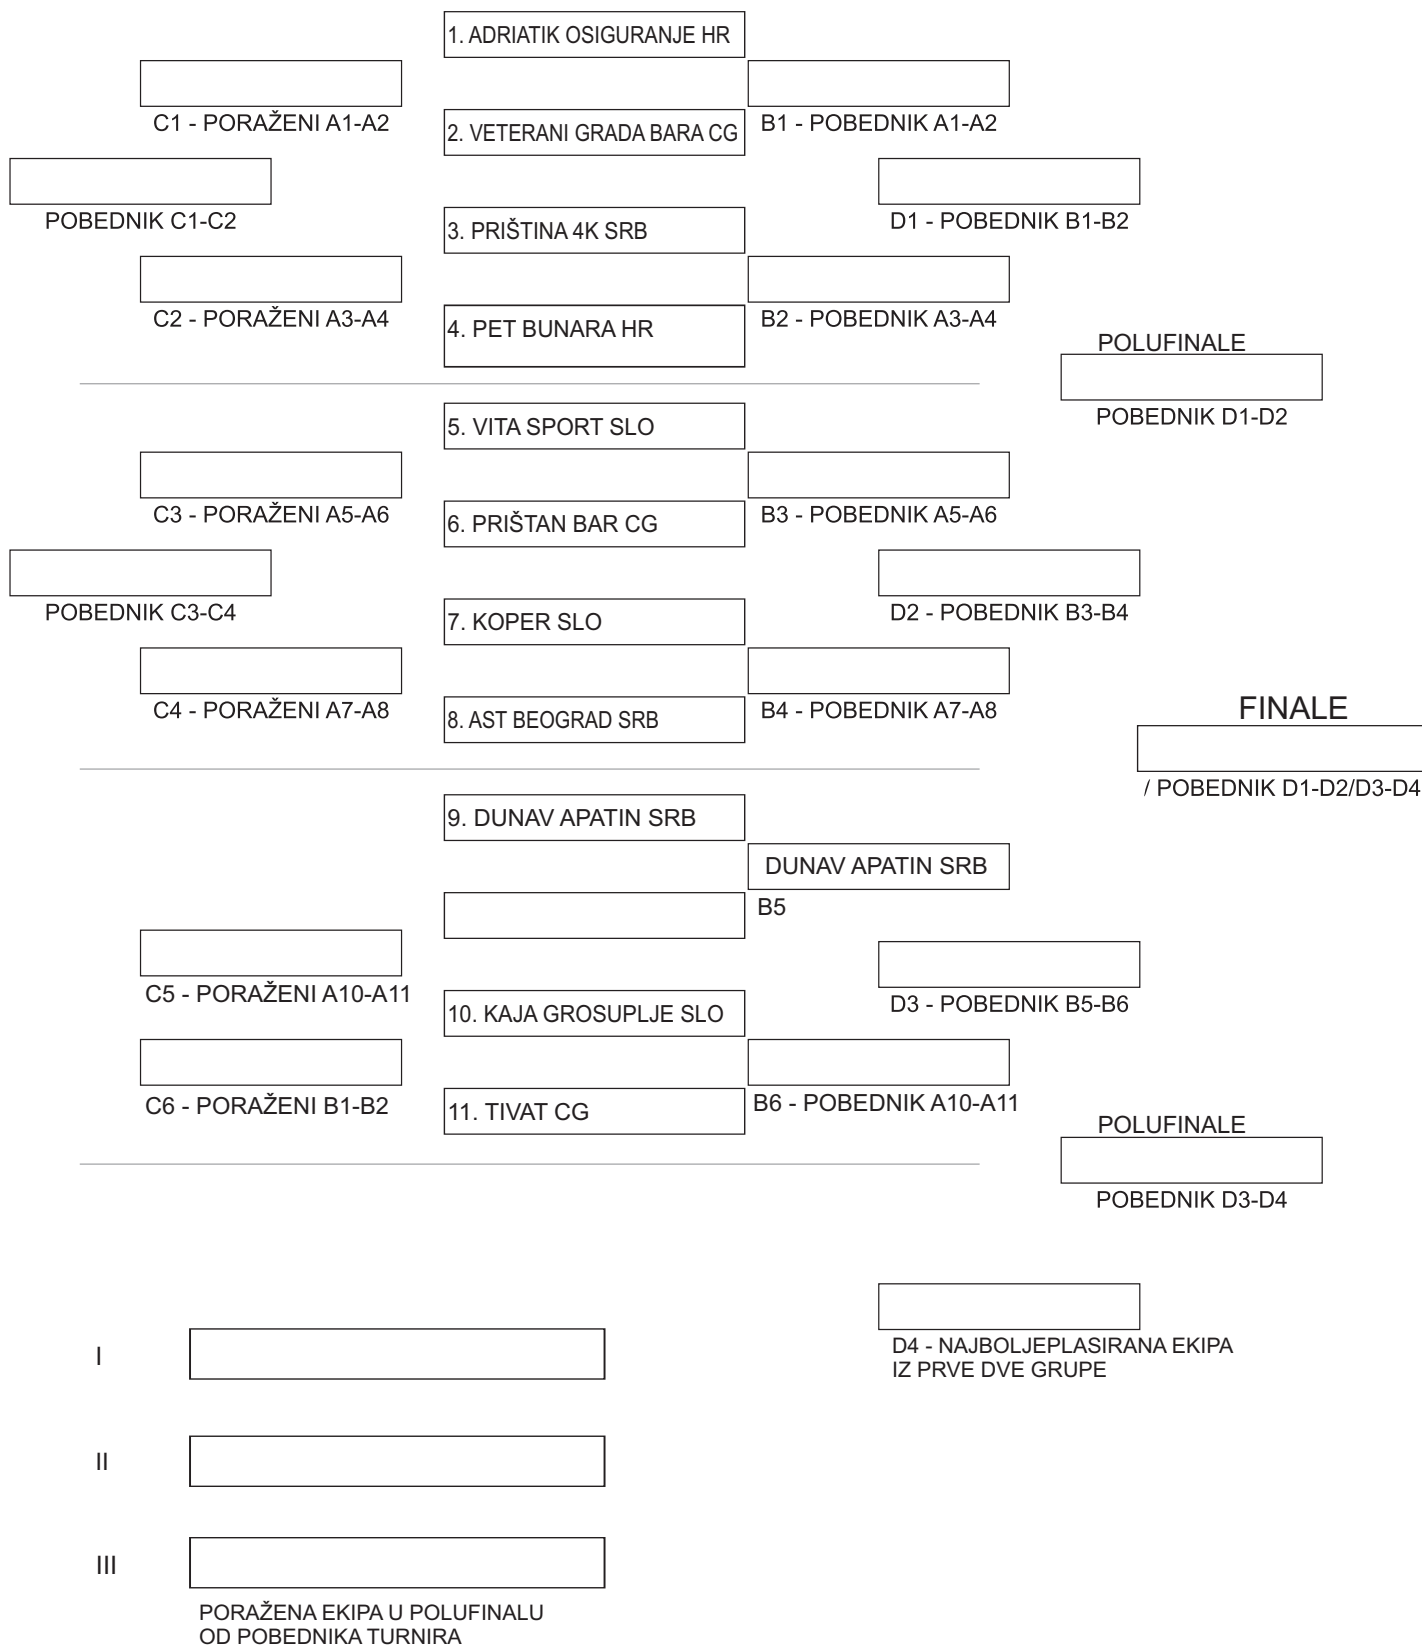 1. ADRIATIK OSIGURANJE HR
C1 - PORAŽENI A1-A2
2. VETERANI GRADA BARA CG
B1 - POBEDNIK A1-A2
POBEDNIK C1-C2
3. PRIŠTINA 4K SRB
D1 - POBEDNIK B1-B2
C2 - PORAŽENI A3-A4
4. PET BUNARA HR
B2 - POBEDNIK A3-A4
POLUFINALE
POBEDNIK D1-D2
5. VITA SPORT SLO
C3 - PORAŽENI A5-A6
6. PRIŠTAN BAR CG
B3 - POBEDNIK A5-A6
POBEDNIK C3-C4
7. KOPER SLO
D2 - POBEDNIK B3-B4
C4 - PORAŽENI A7-A8
8. AST BEOGRAD SRB
B4 - POBEDNIK A7-A8
FINALE
/ POBEDNIK D1-D2/D3-D4
9. DUNAV APATIN SRB
DUNAV APATIN SRB
B5
C5 - PORAŽENI A10-A11
10. KAJA GROSUPLJE SLO
D3 - POBEDNIK B5-B6
C6 - PORAŽENI B1-B2
11. TIVAT CG
B6 - POBEDNIK A10-A11
POLUFINALE
POBEDNIK D3-D4
D4 - NAJBOLJEPLASIRANA EKIPA
IZ PRVE DVE GRUPE
I
II
III
PORAŽENA EKIPA U POLUFINALU
OD POBEDNIKA TURNIRA